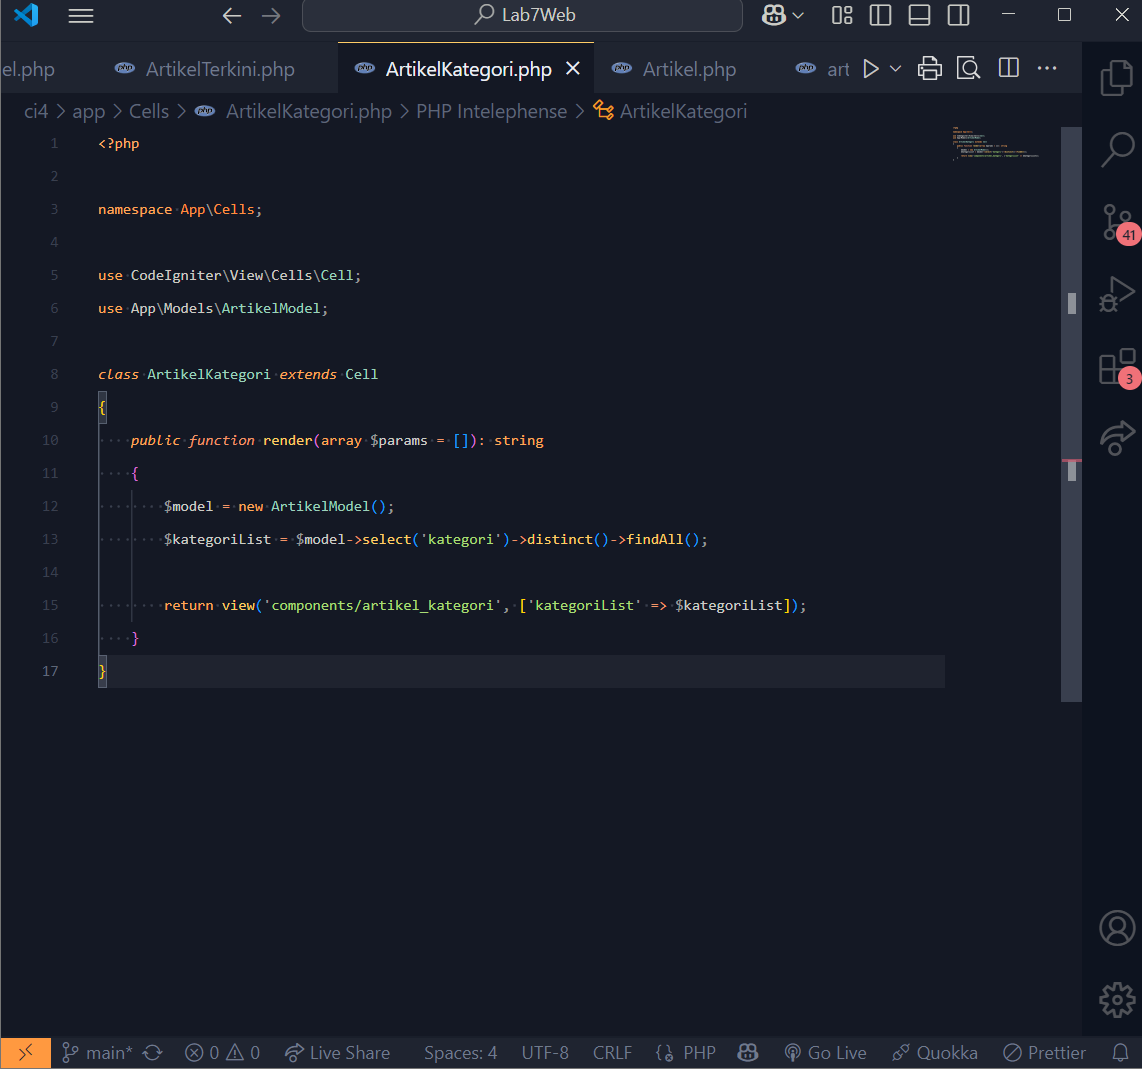 Lab7Web
el.php
ArtikelTerkini.php
ArtikelKategori.php
Artikel.php
art
ci4 > app > Cells > ArtikelKategori.php > PHP Intelephense > ArtikelKategori
1 <?php
2
3 namespace App\Cells;
4
5 use CodeIgniter\View\Cells\Cell;
6 use App\Models\ArtikelModel;
7
8 class ArtikelKategori extends Cell
9 {
10 public function render(array $params = []): string
11 {
12 $model = new ArtikelModel();
13 $kategoriList = $model->select('kategori')->distinct()->findAll();
14
15 return view('components/artikel_kategori', ['kategoriList' => $kategoriList]);
16 }
17 }
41
3
main* 0 0 Live Share Spaces: 4 UTF-8 CRLF PHP Go Live Quokka Prettier